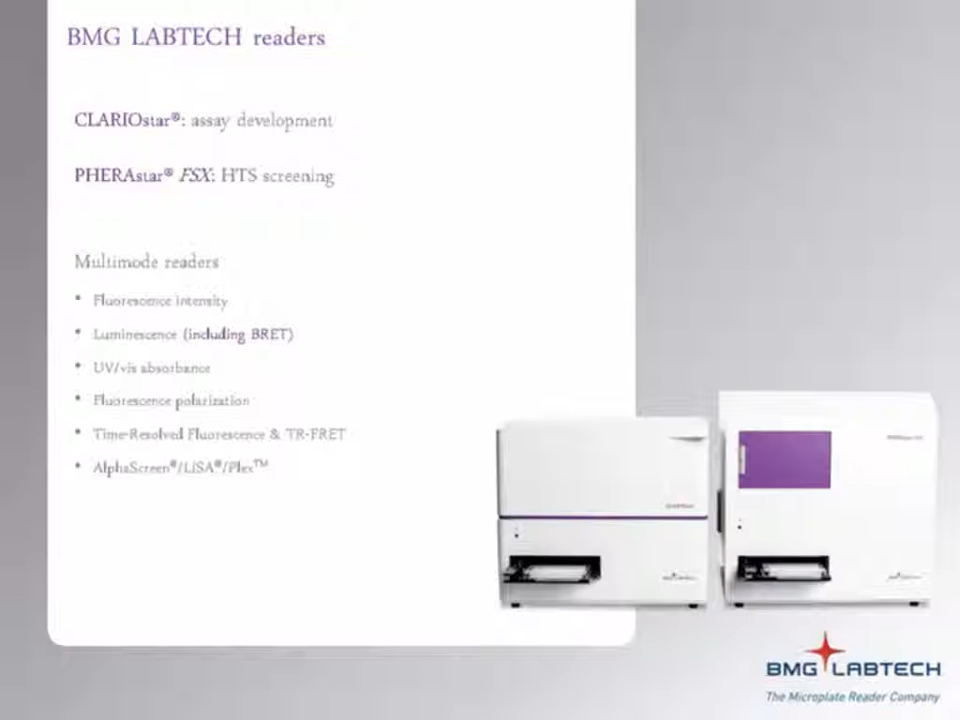 BMG LABTECH readers
CLARIOstar®: assay development
PHERAstar® FSX: HTS screening
Multimode readers
• Fluorescence intensity
• Luminescence (including BRET)
• UV/vis absorbance
• Fluorescence polarization
• Time-Resolved Fluorescence & TR-FRET
• AlphaScreen®/LISA®/Plex™
BMG LABTECH
The Microplate Reader Company